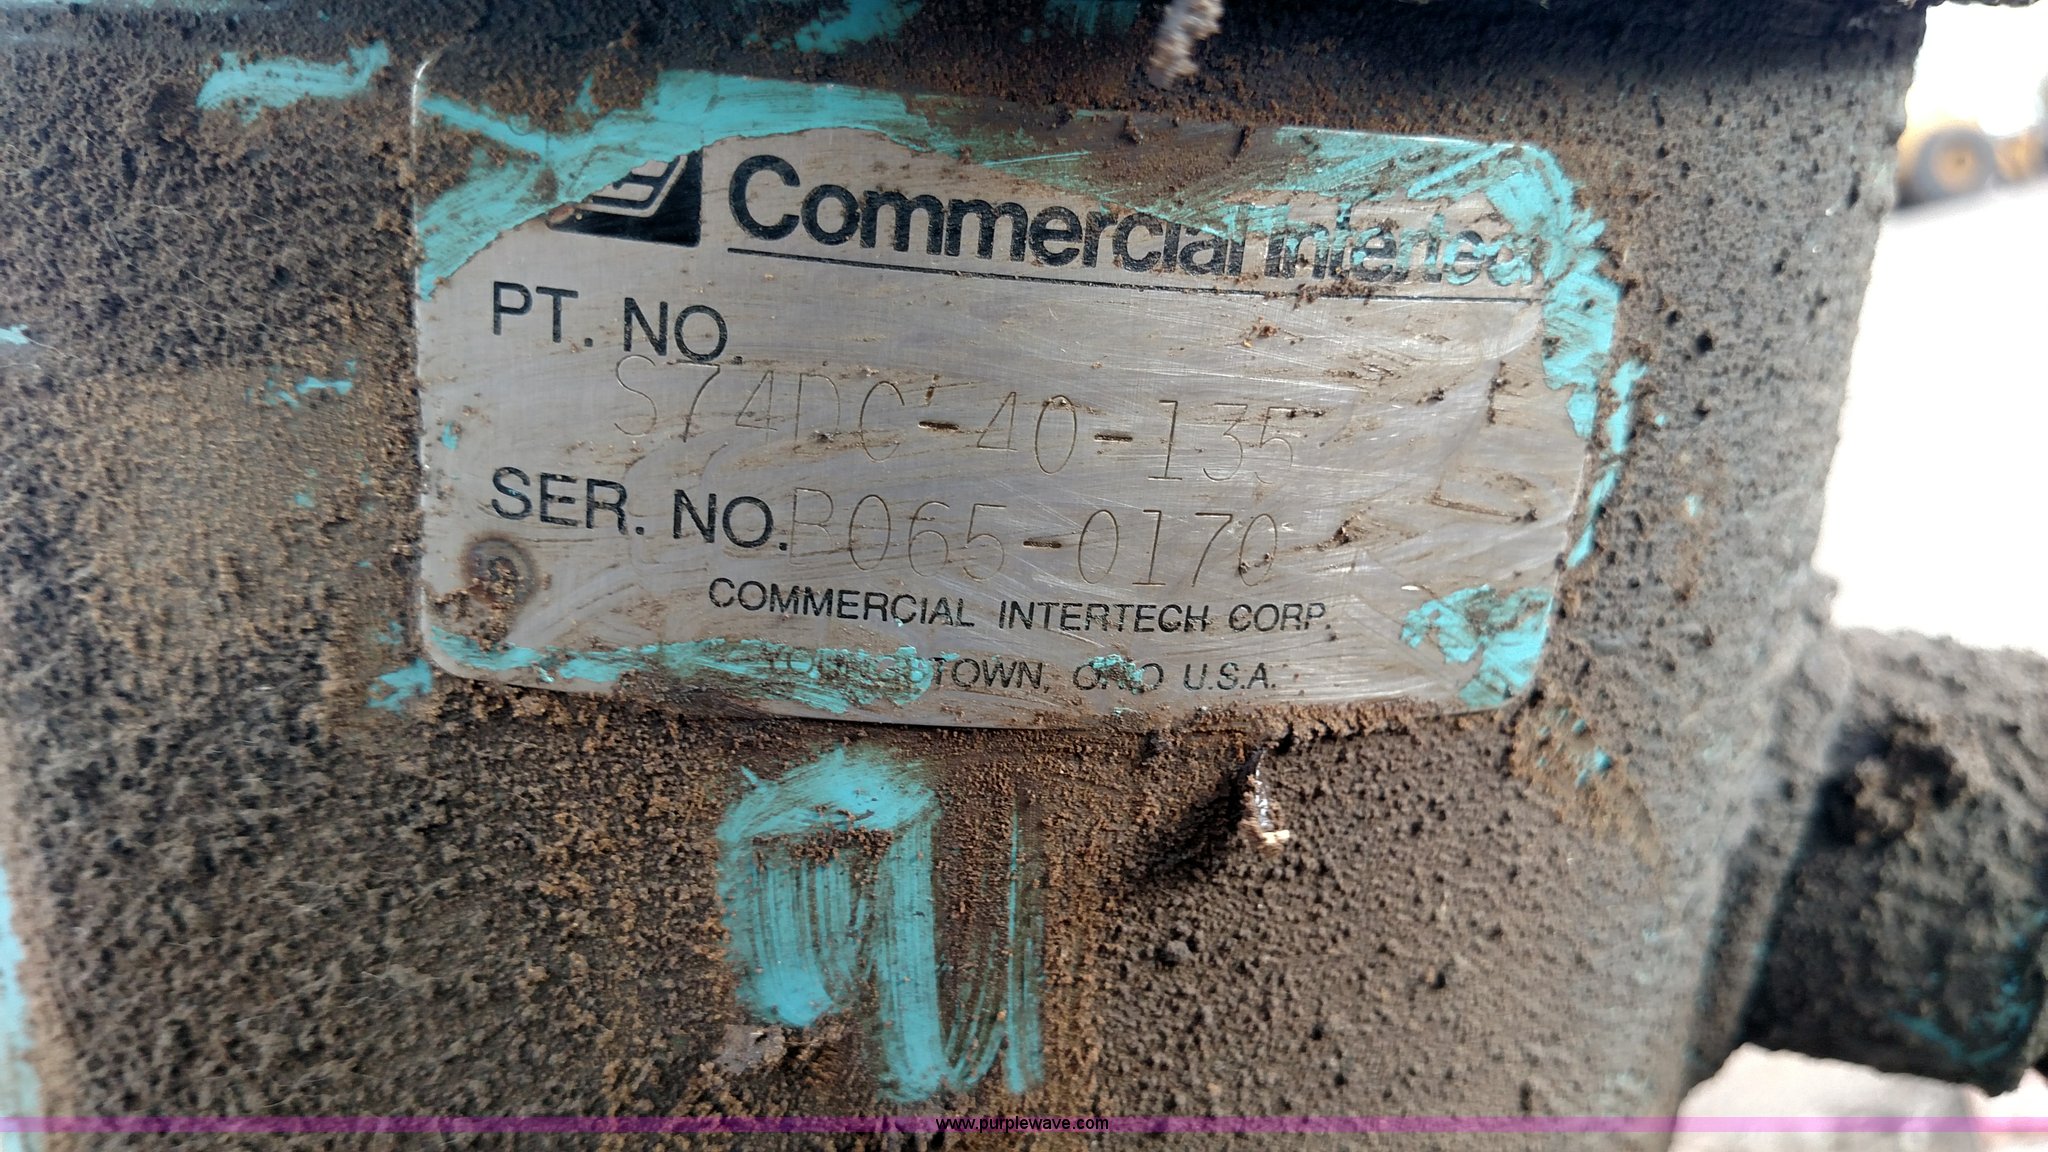 Commercial Intertech
PT. NO.
S74DC-40-135
SER. NO. B065-0170
COMMERCIAL INTERTECH CORP.
YOUNGSTOWN, OHIO U.S.A.
www.purplewave.com